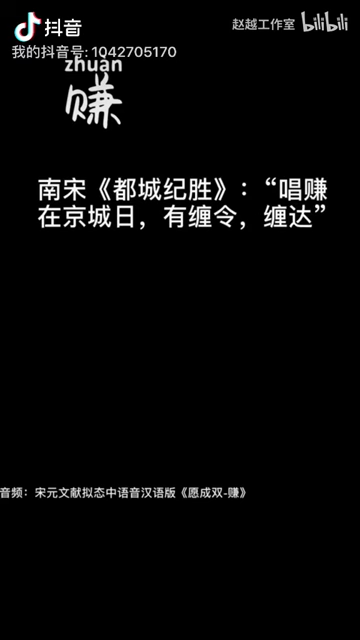 抖音
赵越工作室 bilibili
我的抖音号: 1042705170
zhuàn
赚
南宋《都城纪胜》：“唱赚
在京城日，有缠令，缠达”
音频：宋元文献拟态中语音汉语版《愿成双-赚》